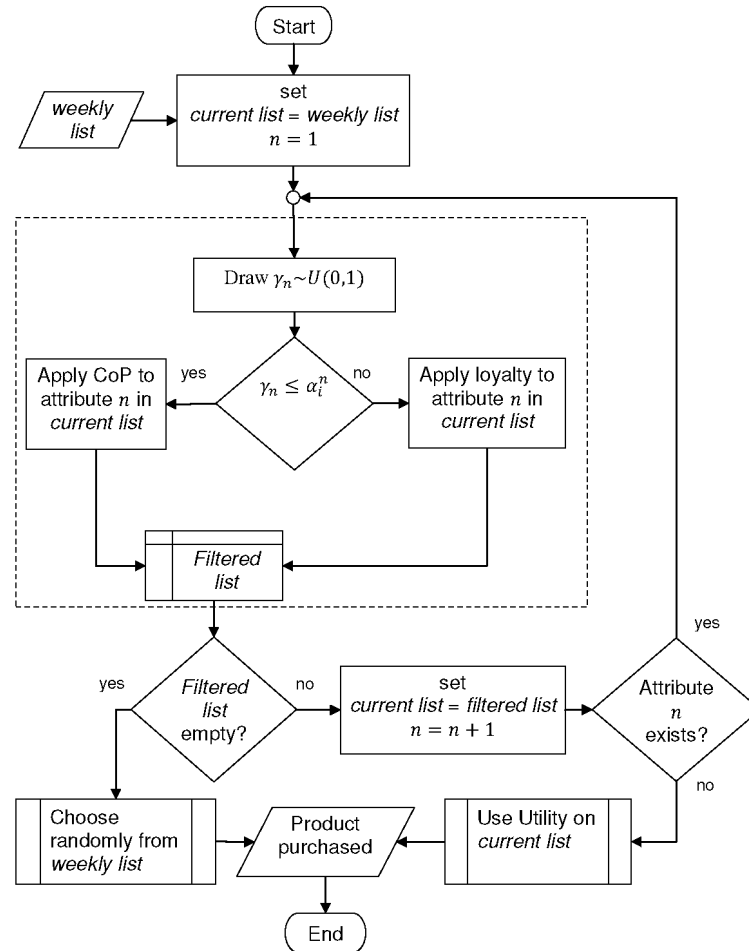 Start
weekly
list
set
current list = weekly list
n = 1
Draw γₙ~U(0,1)
Apply CoP to
attribute n in
current list
yes
γₙ ≤ αᵢⁿ
no
Apply loyalty to
attribute n in
current list
Filtered
list
yes
Filtered
list
empty?
no
set
current list = filtered list
n = n + 1
yes
Attribute
n
exists?
no
Choose
randomly from
weekly list
Product
purchased
Use Utility on
current list
End